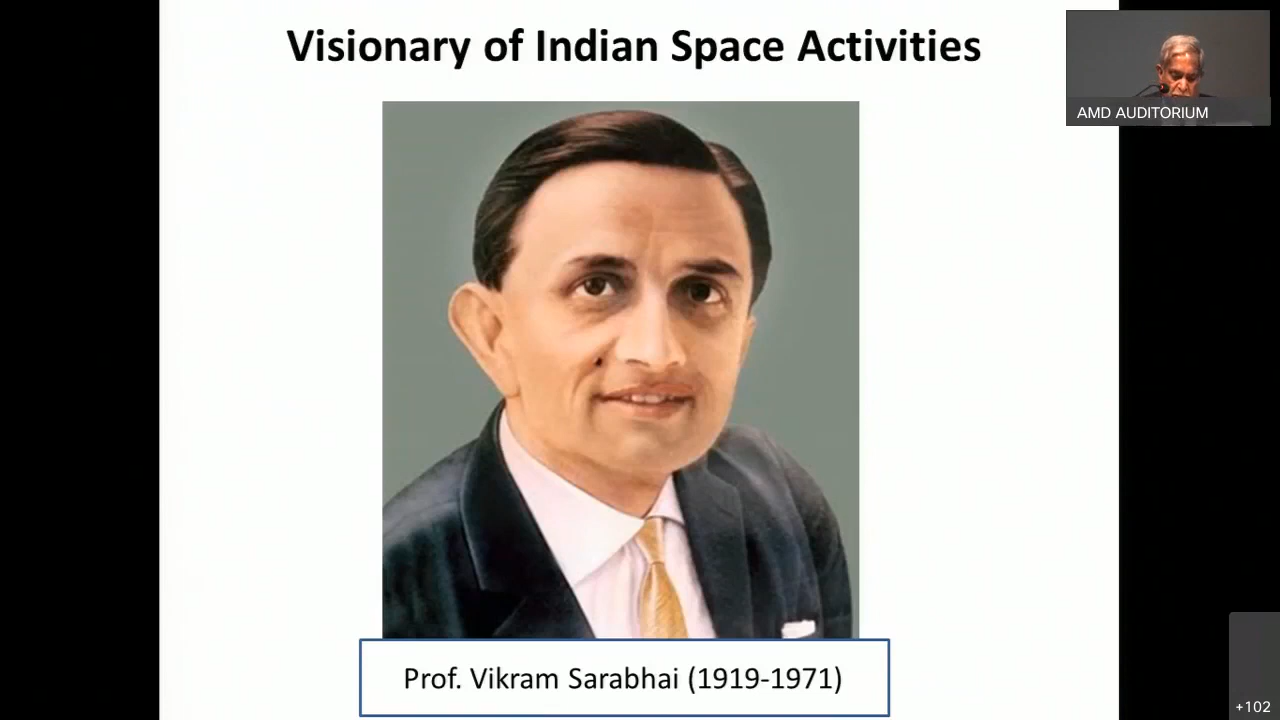 Visionary of Indian Space Activities
AMD AUDITORIUM
Prof. Vikram Sarabhai (1919-1971)
+102